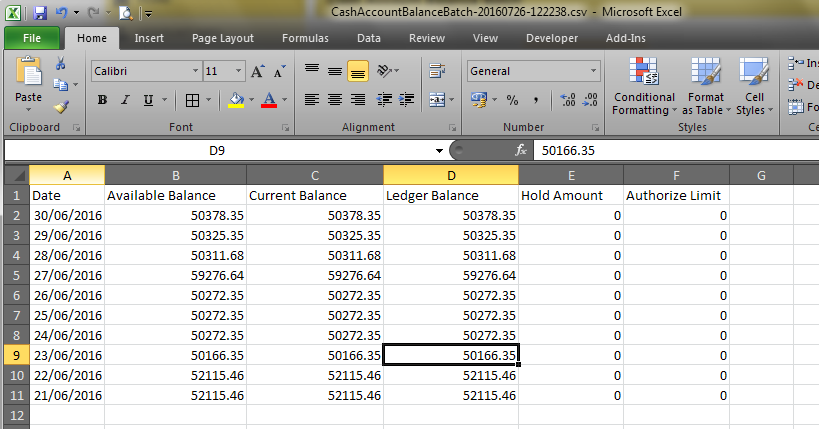 CashAccountBalanceBatch-20160726-122238.csv - Microsoft Excel
File Home Insert Page Layout Formulas Data Review View Developer Add-Ins
Calibri 11 A A General
Paste B I U A % , .0 .00 .00 .0 Conditional Formatting Format as Table Cell Styles
Clipboard Font Alignment Number Styles
D9 fx 50166.35
A B C D E F G
1 Date Available Balance Current Balance Ledger Balance Hold Amount Authorize Limit
2 30/06/2016 50378.35 50378.35 50378.35 0 0
3 29/06/2016 50325.35 50325.35 50325.35 0 0
4 28/06/2016 50311.68 50311.68 50311.68 0 0
5 27/06/2016 59276.64 59276.64 59276.64 0 0
6 26/06/2016 50272.35 50272.35 50272.35 0 0
7 25/06/2016 50272.35 50272.35 50272.35 0 0
8 24/06/2016 50272.35 50272.35 50272.35 0 0
9 23/06/2016 50166.35 50166.35 50166.35 0 0
10 22/06/2016 52115.46 52115.46 52115.46 0 0
11 21/06/2016 52115.46 52115.46 52115.46 0 0
12